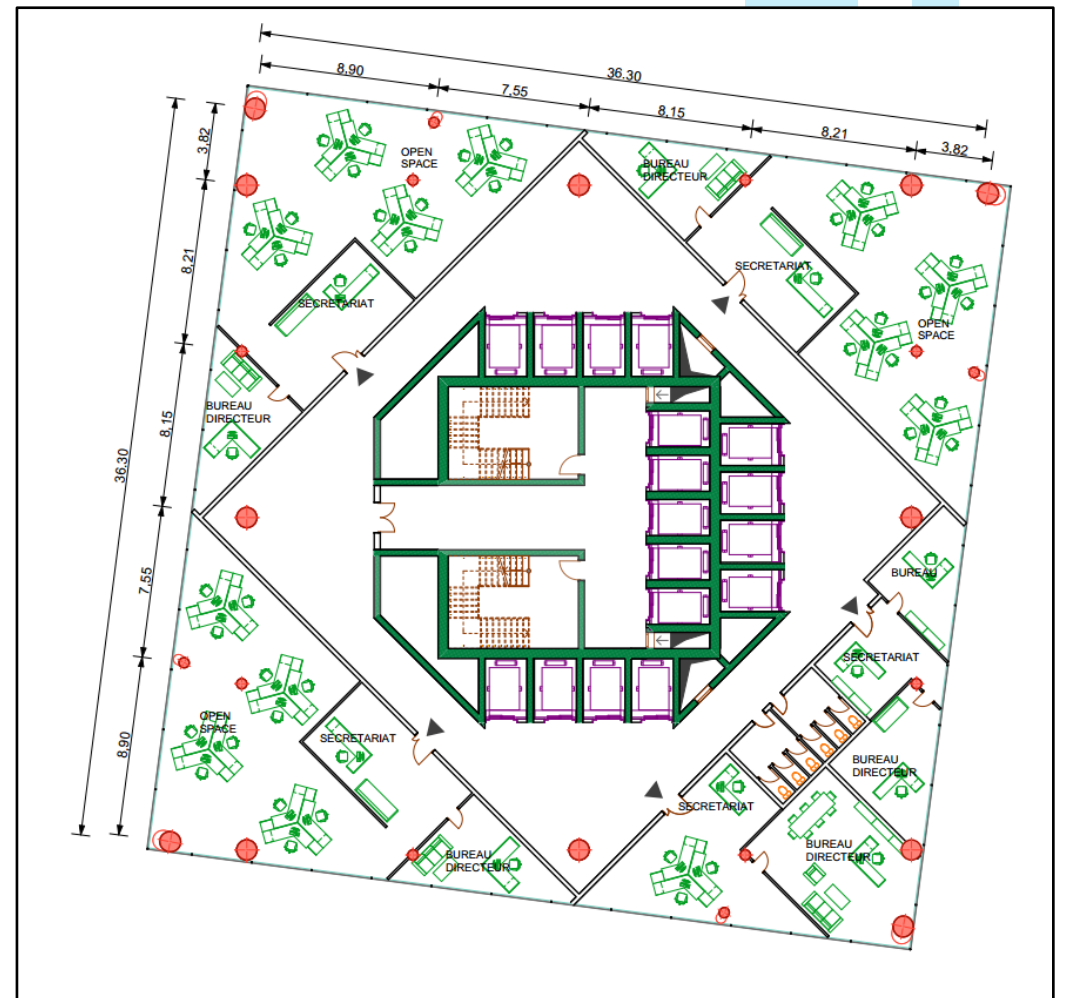 36.30
8,90
7,55
8,15
8,21
3,82
3,82
8,21
8,15
7,55
8,90
36.30
OPEN
SPACE
BUREAU
DIRECTEUR
SECRETARIAT
SECRETARIAT
OPEN
SPACE
BUREAU
DIRECTEUR
BUREAU
SECRETARIAT
OPEN
SPACE
SECRETARIAT
BUREAU
DIRECTEUR
SECRETARIAT
BUREAU
DIRECTEUR
BUREAU
DIRECTEUR